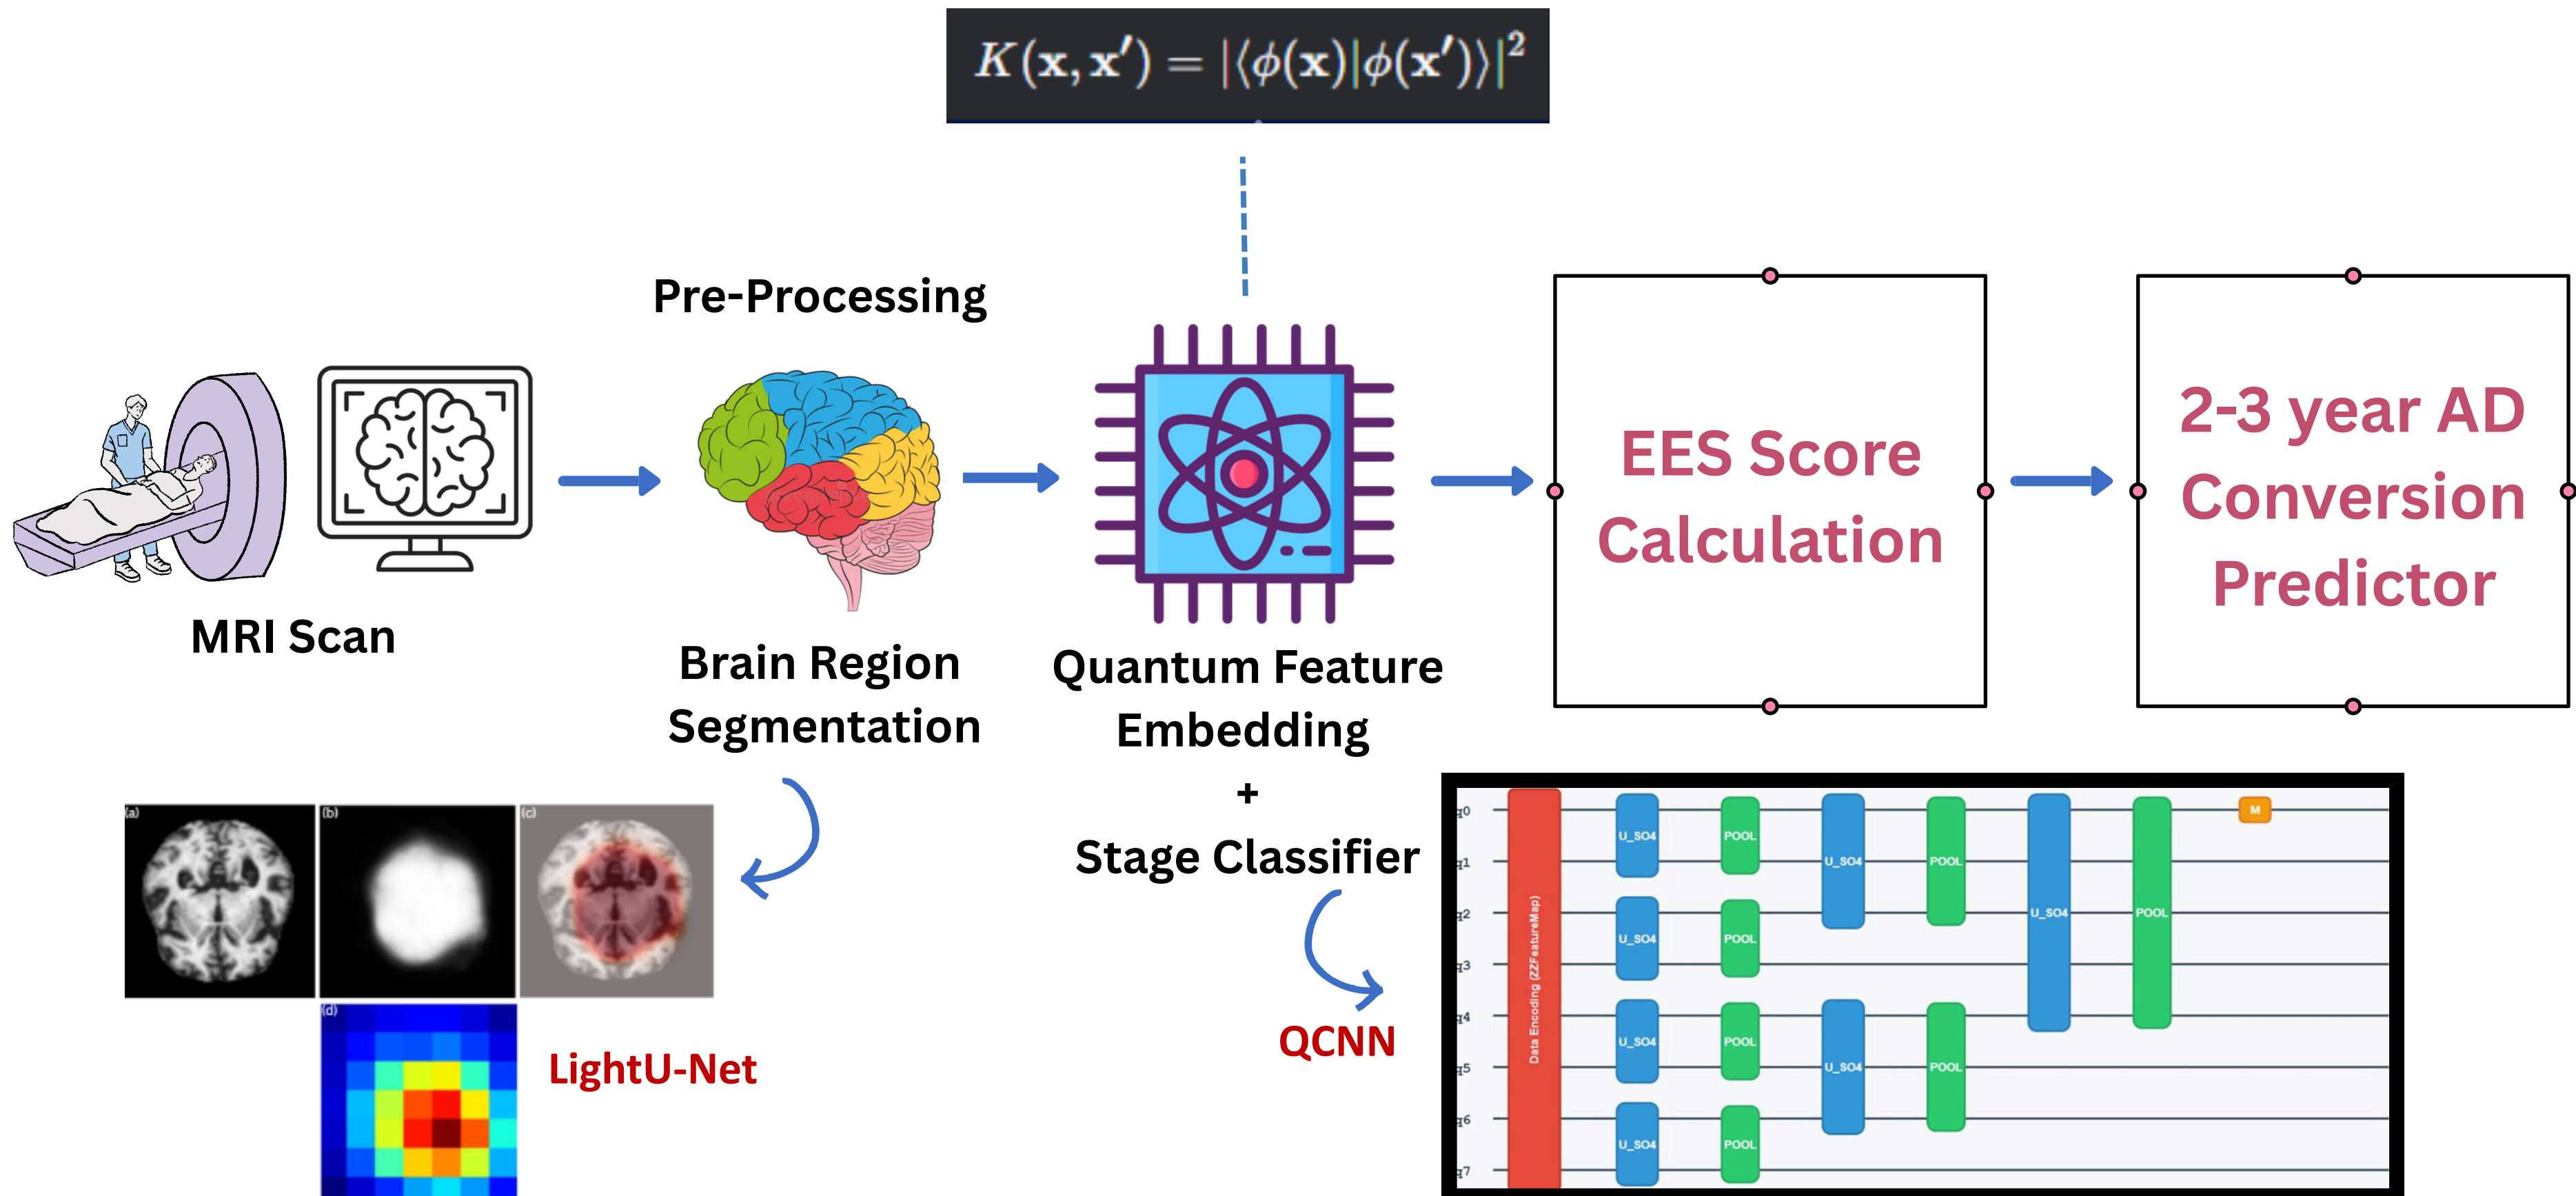 K(x, x′) = |⟨ϕ(x)|ϕ(x′)⟩|²
Pre-Processing
MRI Scan
Brain Region
Segmentation
Quantum Feature
Embedding
+
Stage Classifier
EES Score
Calculation
2-3 year AD
Conversion
Predictor
(a)
(b)
(c)
(d)
LightU-Net
QCNN
q0
q1
q2
q3
q4
q5
q6
q7
Data Encoding (ZZFeatureMap)
U_SO4
U_SO4
U_SO4
U_SO4
POOL
POOL
POOL
POOL
U_SO4
U_SO4
POOL
POOL
U_SO4
POOL
M